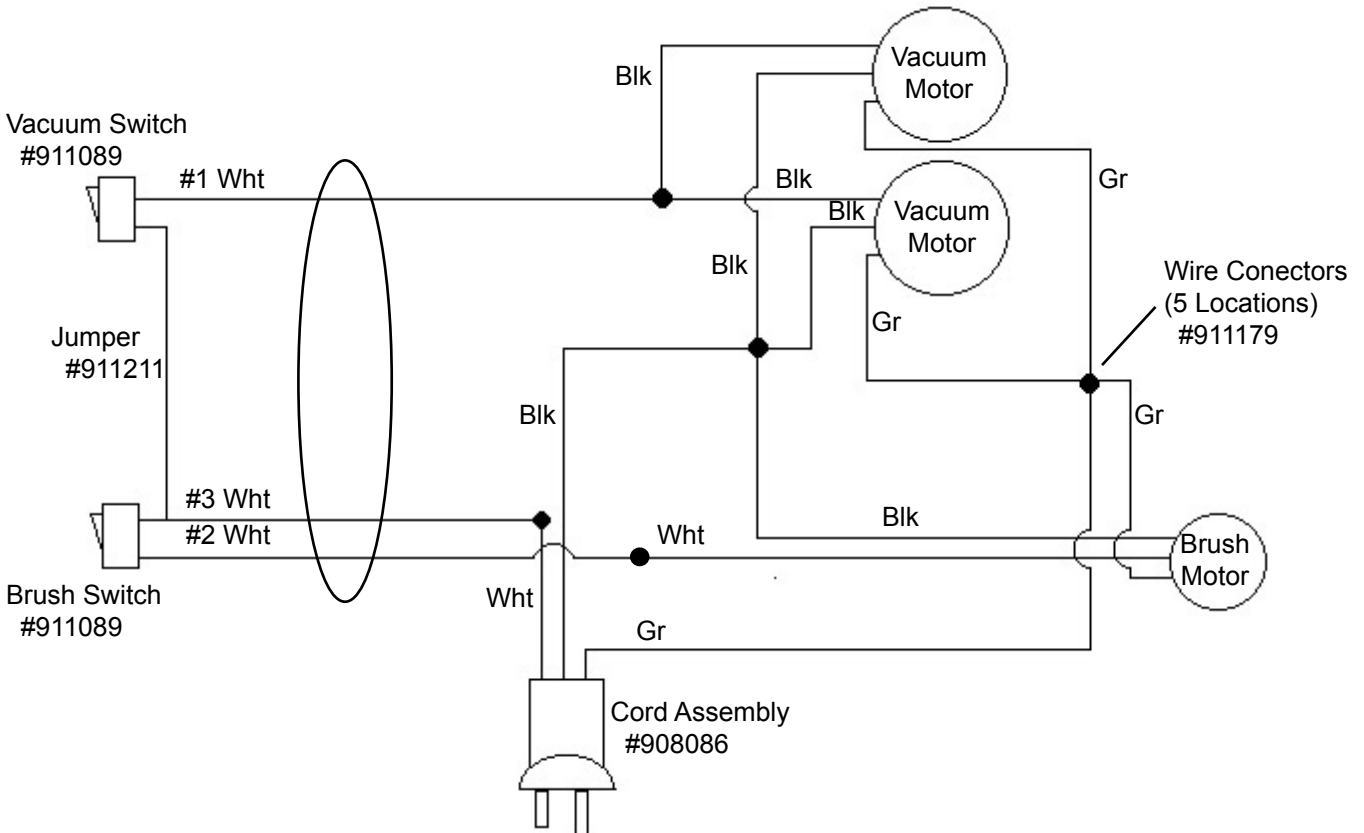 Vacuum
Motor
Blk
Vacuum Switch
#911089
#1 Wht
Blk
Gr
Blk
Vacuum
Motor
Blk
Wire Conectors
(5 Locations)
#911179
Gr
Jumper
#911211
Blk
Gr
#3 Wht
#2 Wht
Blk
Wht
Brush
Motor
Brush Switch
#911089
Wht
Gr
Cord Assembly
#908086